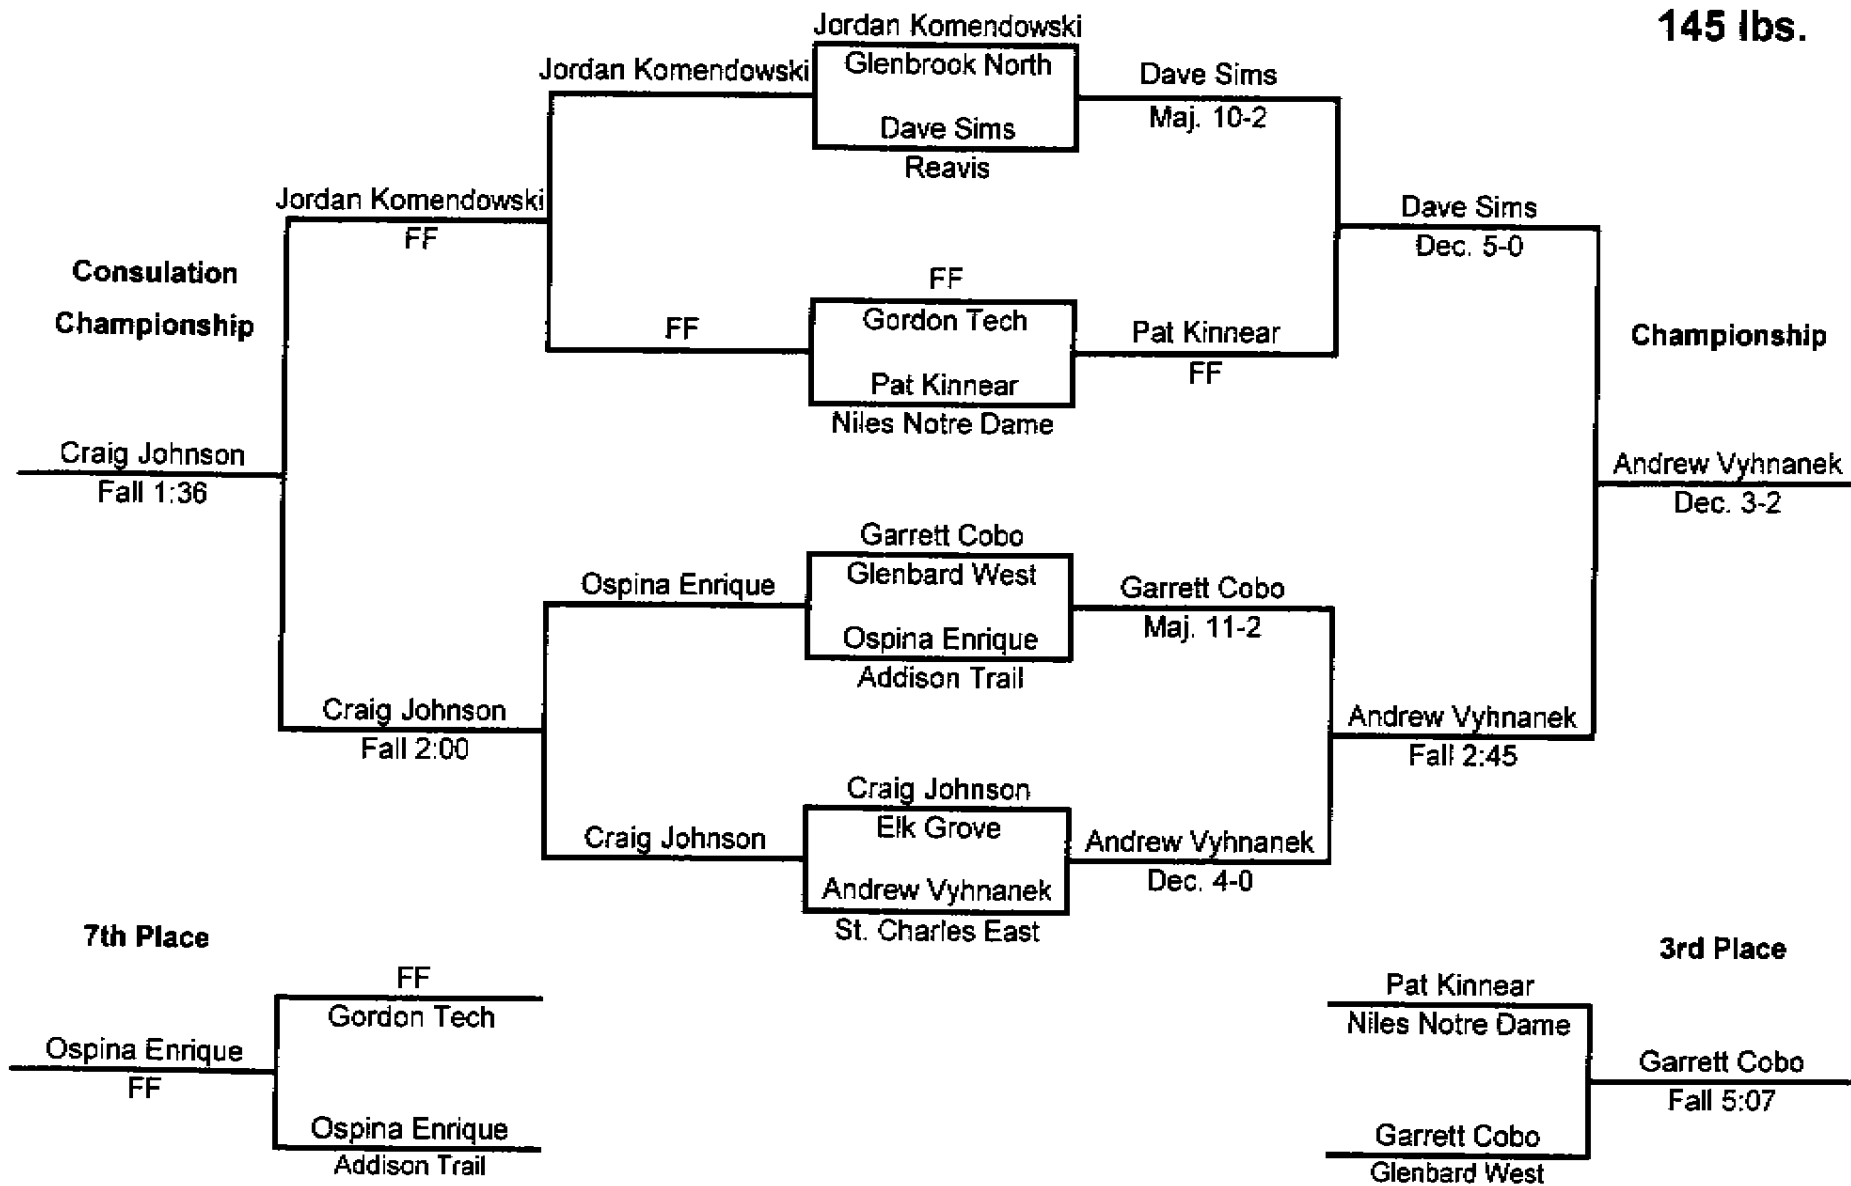 145 lbs.
Jordan Komendowski
Glenbrook North
Jordan Komendowski
Dave Sims
Maj. 10-2
Dave Sims
Reavis
Jordan Komendowski
FF
Dave Sims
Dec. 5-0
Consulation
Championship
FF
Gordon Tech
FF
Pat Kinnear
FF
Championship
Pat Kinnear
Niles Notre Dame
Craig Johnson
Fall 1:36
Andrew Vyhnanek
Dec. 3-2
Garrett Cobo
Glenbard West
Ospina Enrique
Garrett Cobo
Maj. 11-2
Ospina Enrique
Addison Trail
Craig Johnson
Fall 2:00
Andrew Vyhnanek
Fall 2:45
Craig Johnson
Elk Grove
Craig Johnson
Andrew Vyhnanek
Dec. 4-0
Andrew Vyhnanek
St. Charles East
7th Place
FF
Gordon Tech
Ospina Enrique
FF
Ospina Enrique
Addison Trail
3rd Place
Pat Kinnear
Niles Notre Dame
Garrett Cobo
Fall 5:07
Garrett Cobo
Glenbard West